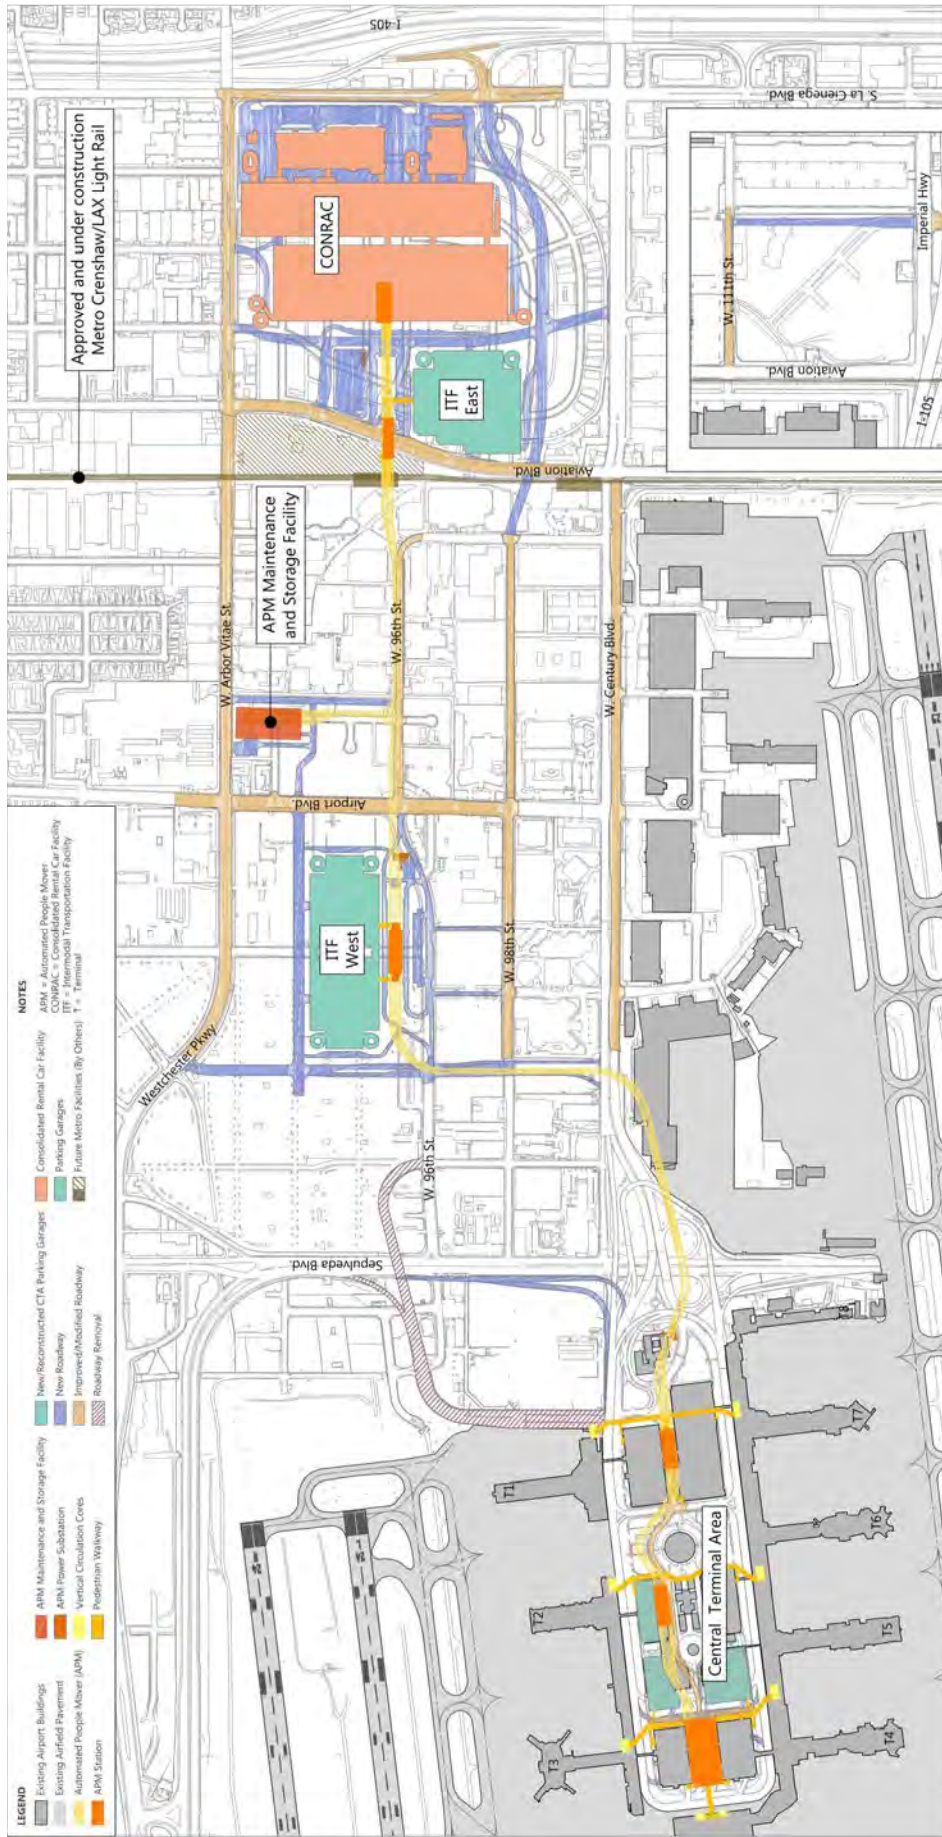 LEGEND
Existing Airport Buildings
Existing Airfield Pavement
Automated People Mover (APM)
APM Station
APM Maintenance and Storage Facility
APM Power Substation
Vertical Circulation Cores
Pedestrian Walkway
New/Reconstructed CTA Parking Garages
New Roadway
Improved/Modified Roadway
Roadway Removal
Consolidated Rental Car Facility
Parking Garages
Future Metro Facilities (By Others)
NOTES
APM = Automated People Mover
CONRAC = Consolidated Rental Car Facility
ITF = Intermodal Transportation Facility
T = Terminal
Approved and under construction
Metro Crenshaw/LAX Light Rail
I-405
S. La Cienega Blvd.
CONRAC
ITF
East
Aviation Blvd.
W. Arbor Vitae St.
APM Maintenance
and Storage Facility
W. 96th St.
W. Century Blvd.
Airport Blvd.
ITF
West
W. 98th St.
Westchester Pkwy
W. 96th St.
Sepulveda Blvd.
W. 111th St.
Imperial Hwy
Aviation Blvd.
I-105
T1
T2
T3
Central Terminal Area
T4
T5
T6
T7
T8